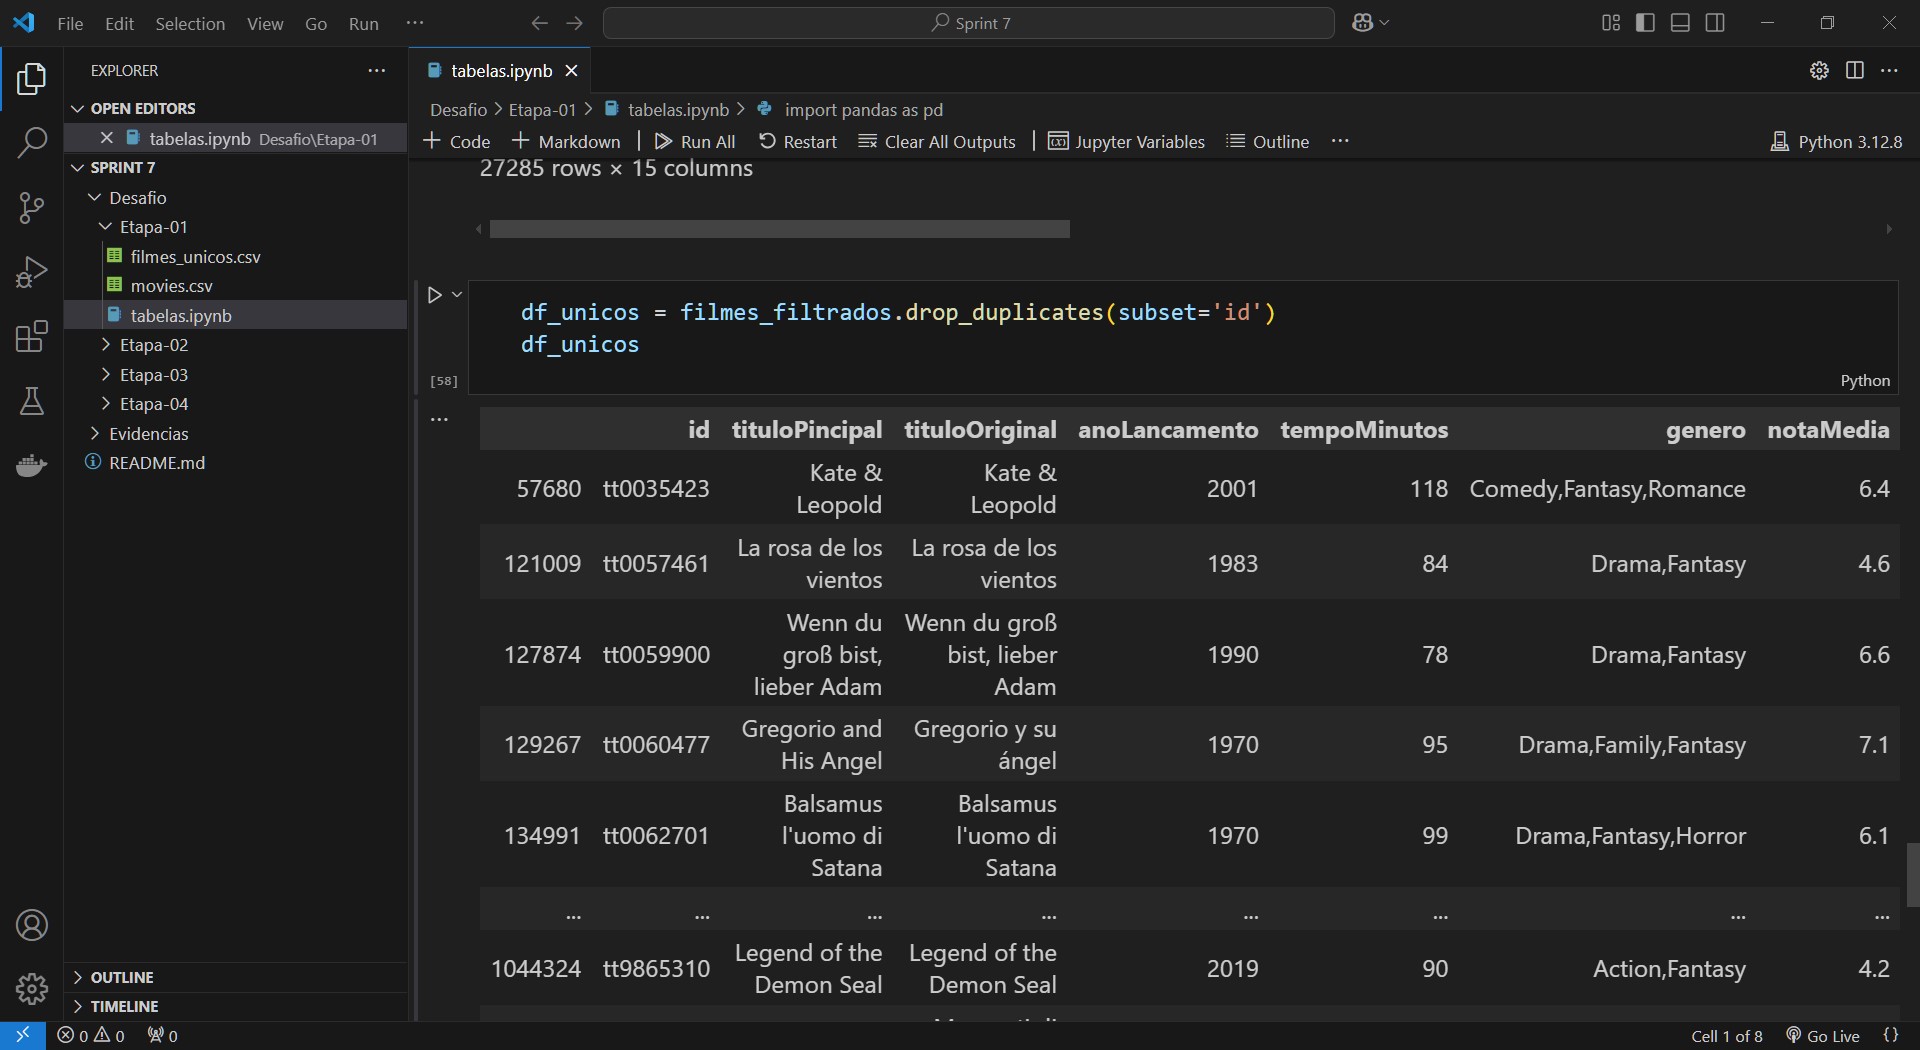 File Edit Selection View Go Run ···
Sprint 7
EXPLORER
OPEN EDITORS
tabelas.ipynb Desafio\Etapa-01
SPRINT 7
Desafio
Etapa-01
filmes_unicos.csv
movies.csv
tabelas.ipynb
Etapa-02
Etapa-03
Etapa-04
Evidencias
README.md
OUTLINE
TIMELINE
tabelas.ipynb
Desafio > Etapa-01 > tabelas.ipynb > import pandas as pd
+ Code + Markdown | Run All Restart Clear All Outputs | Jupyter Variables Outline ···
Python 3.12.8
27285 rows × 15 columns
df_unicos = filmes_filtrados.drop_duplicates(subset='id')
df_unicos
[58]
Python
id tituloPincipal tituloOriginal anoLancamento tempoMinutos genero notaMedia
57680 tt0035423 Kate & Leopold Kate & Leopold 2001 118 Comedy,Fantasy,Romance 6.4
121009 tt0057461 La rosa de los vientos La rosa de los vientos 1983 84 Drama,Fantasy 4.6
127874 tt0059900 Wenn du groß bist, lieber Adam Wenn du groß bist, lieber Adam 1990 78 Drama,Fantasy 6.6
129267 tt0060477 Gregorio and His Angel Gregorio y su ángel 1970 95 Drama,Family,Fantasy 7.1
134991 tt0062701 Balsamus l'uomo di Satana Balsamus l'uomo di Satana 1970 99 Drama,Fantasy,Horror 6.1
... ... ... ... ... ... ... ...
1044324 tt9865310 Legend of the Demon Seal Legend of the Demon Seal 2019 90 Action,Fantasy 4.2
0 0 0
Cell 1 of 8 Go Live {}